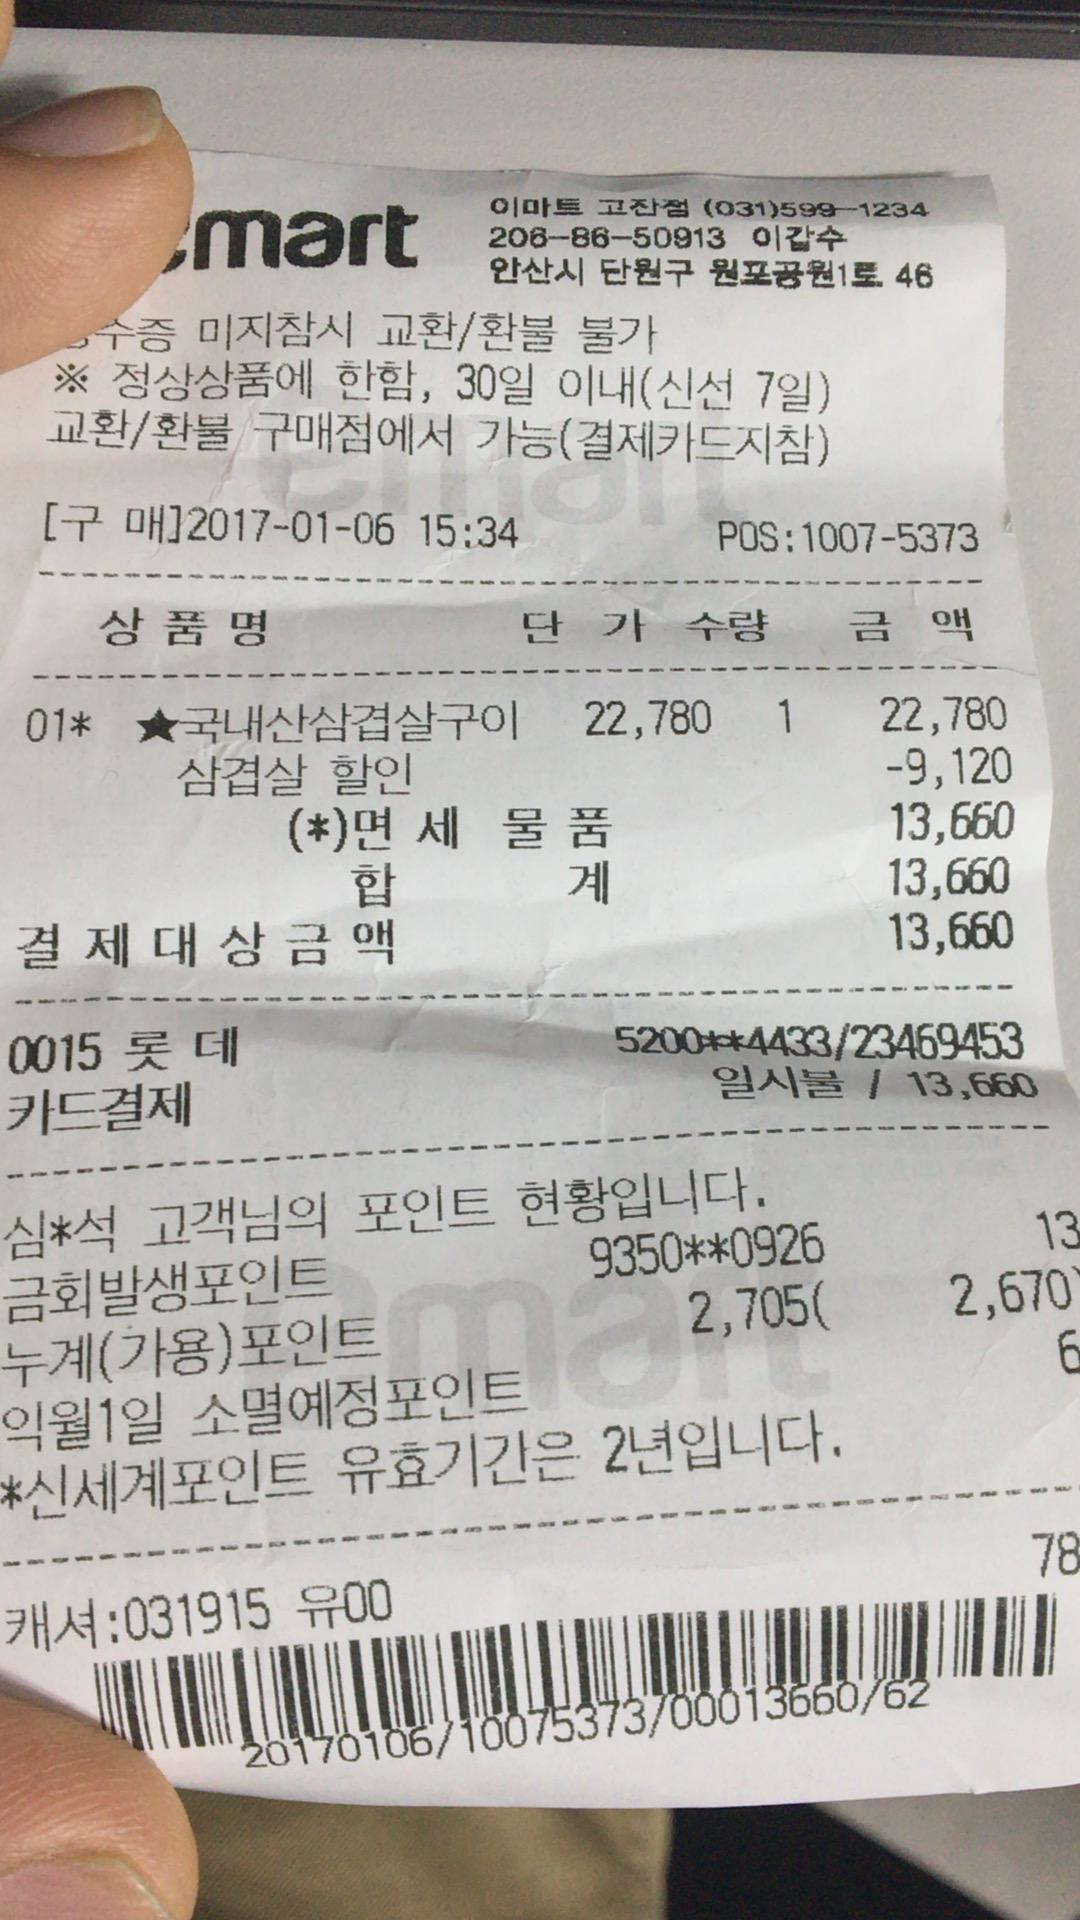 emart
이마트 고잔점 (031)599-1234
206-86-50913 이갑수
안산시 단원구 원포공원1로 46
영수증 미지참시 교환/환불 불가
※ 정상상품에 한함, 30일 이내(신선 7일)
교환/환불 구매점에서 가능(결제카드지참)
[구 매]2017-01-06 15:34 POS:1007-5373
상 품 명 단 가 수량 금 액
01* ★국내산삼겹살구이 22,780 1 22,780
삼겹살 할인 -9,120
(*)면 세 물 품 13,660
합 계 13,660
결 제 대 상 금 액 13,660
0015 롯 데 5200**4433/23469453
카드결제 일시불 / 13,660
심*석 고객님의 포인트 현황입니다.
금회발생포인트 9350**0926 13
누계(가용)포인트 2,705( 2,670)
익월1일 소멸예정포인트 6
*신세계포인트 유효기간은 2년입니다.
캐셔:031915 유00 78
20170106/10075373/00013660/62